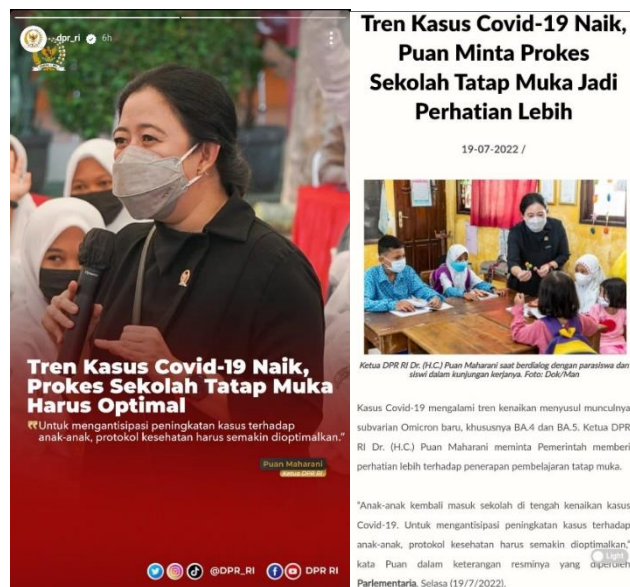 dpr_ri 6h
Tren Kasus Covid-19 Naik,
Prokes Sekolah Tatap Muka
Harus Optimal
"Untuk mengantisipasi peningkatan kasus terhadap
anak-anak, protokol kesehatan harus semakin dioptimalkan."
Puan Maharani
Ketua DPR RI
@DPR_RI DPR RI
Tren Kasus Covid-19 Naik,
Puan Minta Prokes
Sekolah Tatap Muka Jadi
Perhatian Lebih
19-07-2022 /
Ketua DPR RI Dr. (H.C.) Puan Maharani saat berdialog dengan parasiswa dan
siswi dalam kunjungan kerjanya. Foto: Dok/Man
Kasus Covid-19 mengalami tren kenaikan menyusul munculnya
subvarian Omicron baru, khususnya BA.4 dan BA.5. Ketua DPR
RI Dr. (H.C.) Puan Maharani meminta Pemerintah memberi
perhatian lebih terhadap penerapan pembelajaran tatap muka.
"Anak-anak kembali masuk sekolah di tengah kenaikan kasus
Covid-19. Untuk mengantisipasi peningkatan kasus terhadap
anak-anak, protokol kesehatan harus semakin dioptimalkan,"
kata Puan dalam keterangan resminya yang diperoleh
Parlementaria, Selasa (19/7/2022).
Light